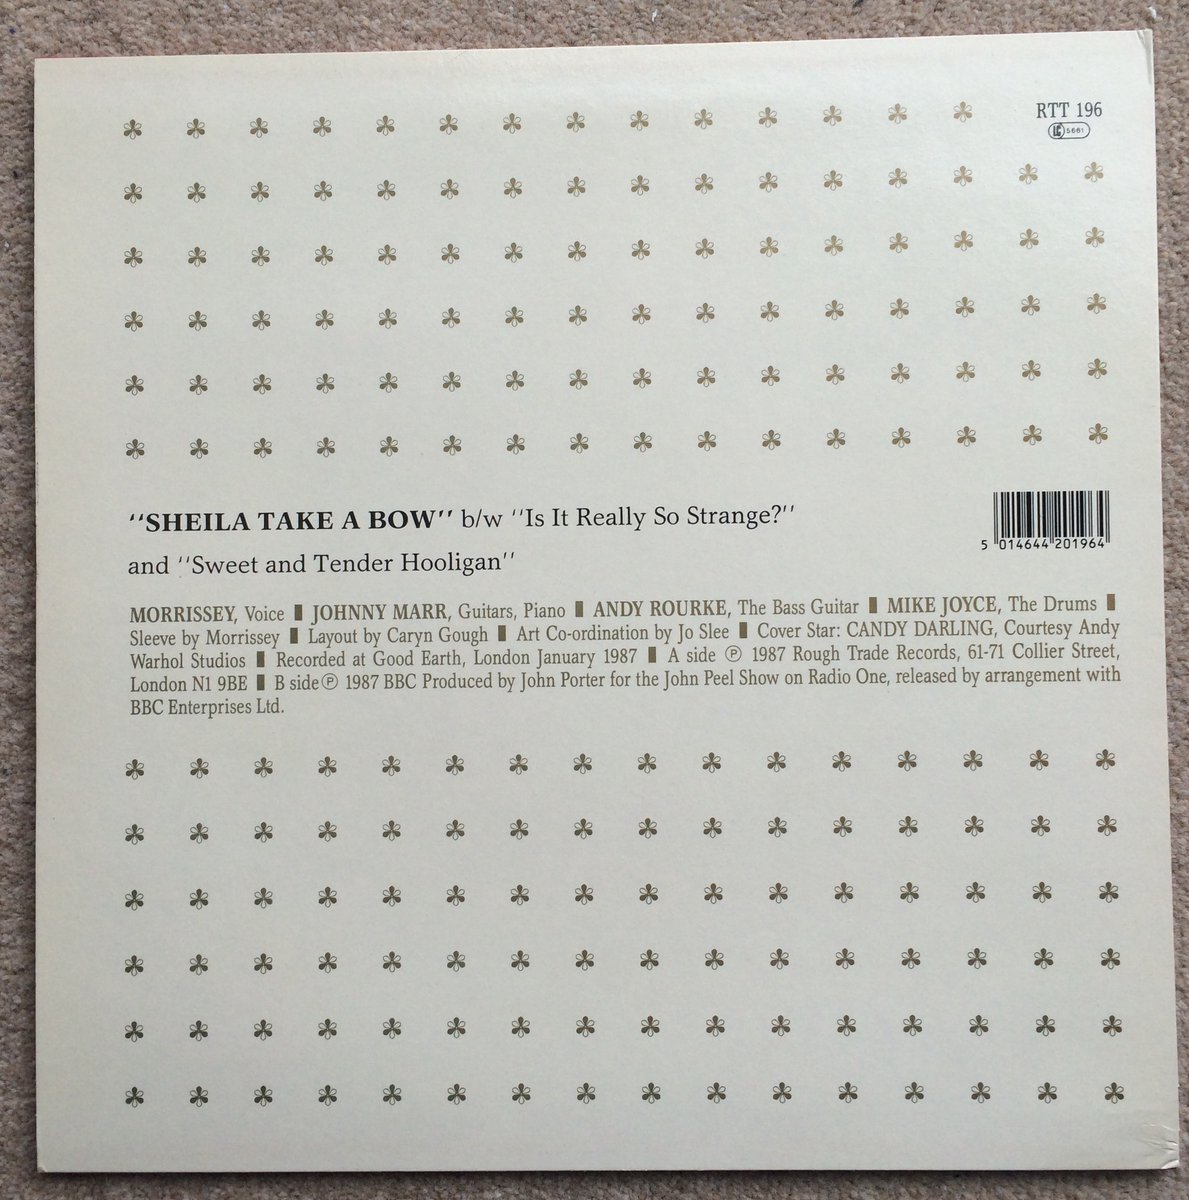 RTT 196
LC 5661
"SHEILA TAKE A BOW" b/w "Is It Really So Strange?"
and "Sweet and Tender Hooligan"
5 014644 201964
MORRISSEY, Voice ▮ JOHNNY MARR, Guitars, Piano ▮ ANDY ROURKE, The Bass Guitar ▮ MIKE JOYCE, The Drums ▮
Sleeve by Morrissey ▮ Layout by Caryn Gough ▮ Art Co-ordination by Jo Slee ▮ Cover Star: CANDY DARLING, Courtesy Andy
Warhol Studios ▮ Recorded at Good Earth, London January 1987 ▮ A side ℗ 1987 Rough Trade Records, 61-71 Collier Street,
London N1 9BE ▮ B side ℗ 1987 BBC Produced by John Porter for the John Peel Show on Radio One, released by arrangement with
BBC Enterprises Ltd.